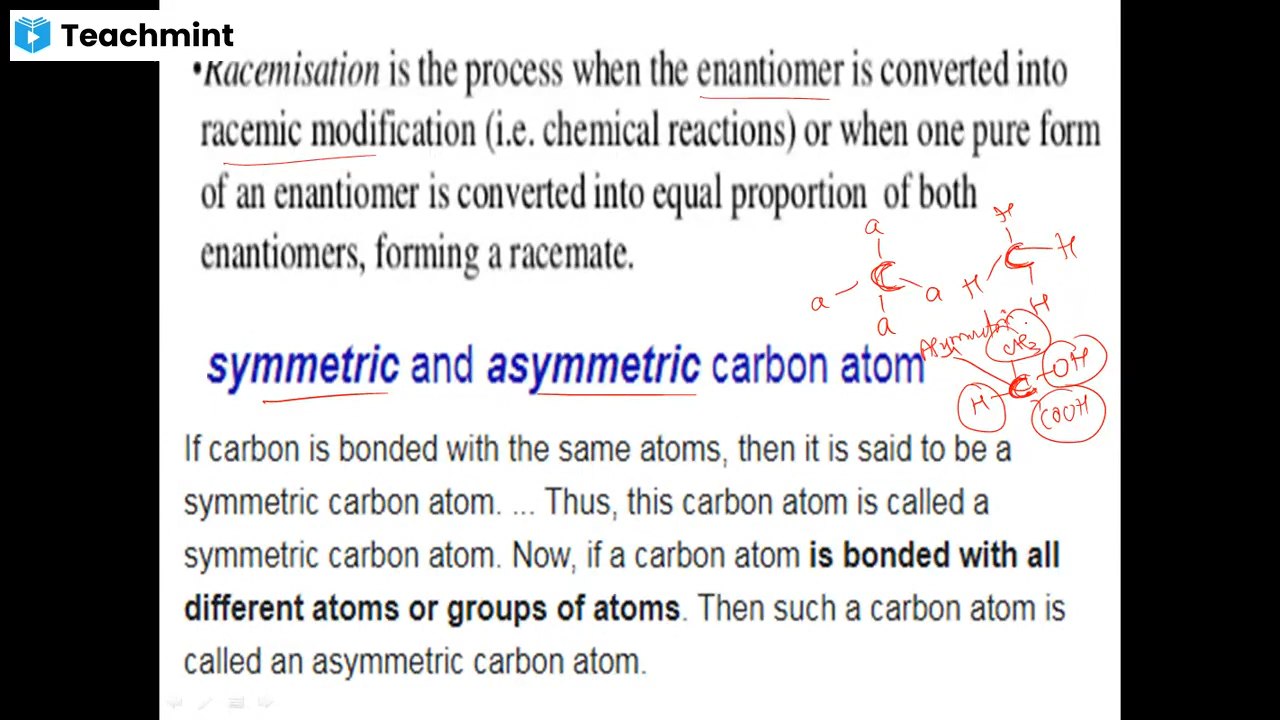 Teachmint
•Racemisation is the process when the enantiomer is converted into
racemic modification (i.e. chemical reactions) or when one pure form
of an enantiomer is converted into equal proportion of both
enantiomers, forming a racemate.
a
C
a
a
a
H
C
H
H
H
symmetric and asymmetric carbon atom
Asymmetric
C
H
OH
COOH
If carbon is bonded with the same atoms, then it is said to be a
symmetric carbon atom. ... Thus, this carbon atom is called a
symmetric carbon atom. Now, if a carbon atom is bonded with all
different atoms or groups of atoms. Then such a carbon atom is
called an asymmetric carbon atom.